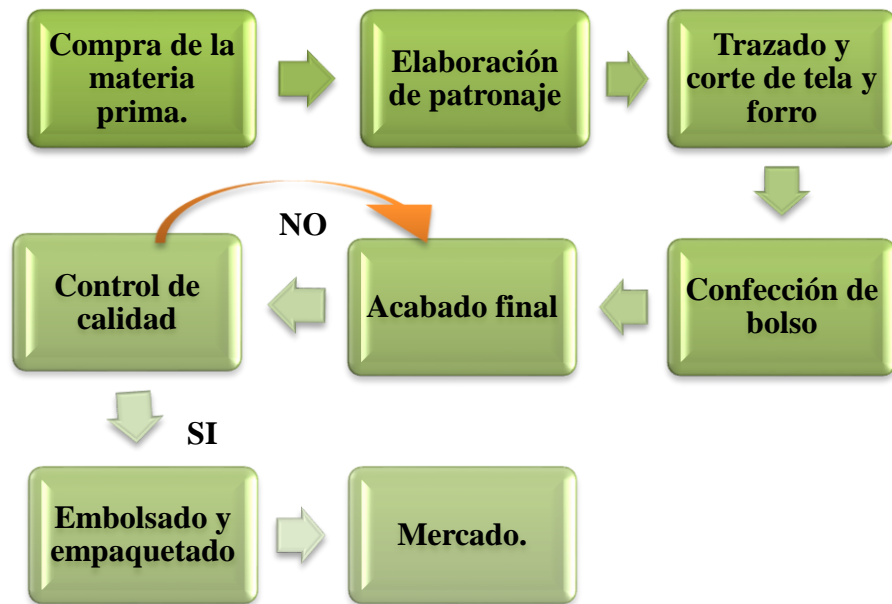 Compra de la
materia
prima.
Elaboración
de patronaje
Trazado y
corte de tela y
forro
NO
Control de
calidad
Acabado final
Confección de
bolso
SI
Embolsado y
empaquetado
Mercado.